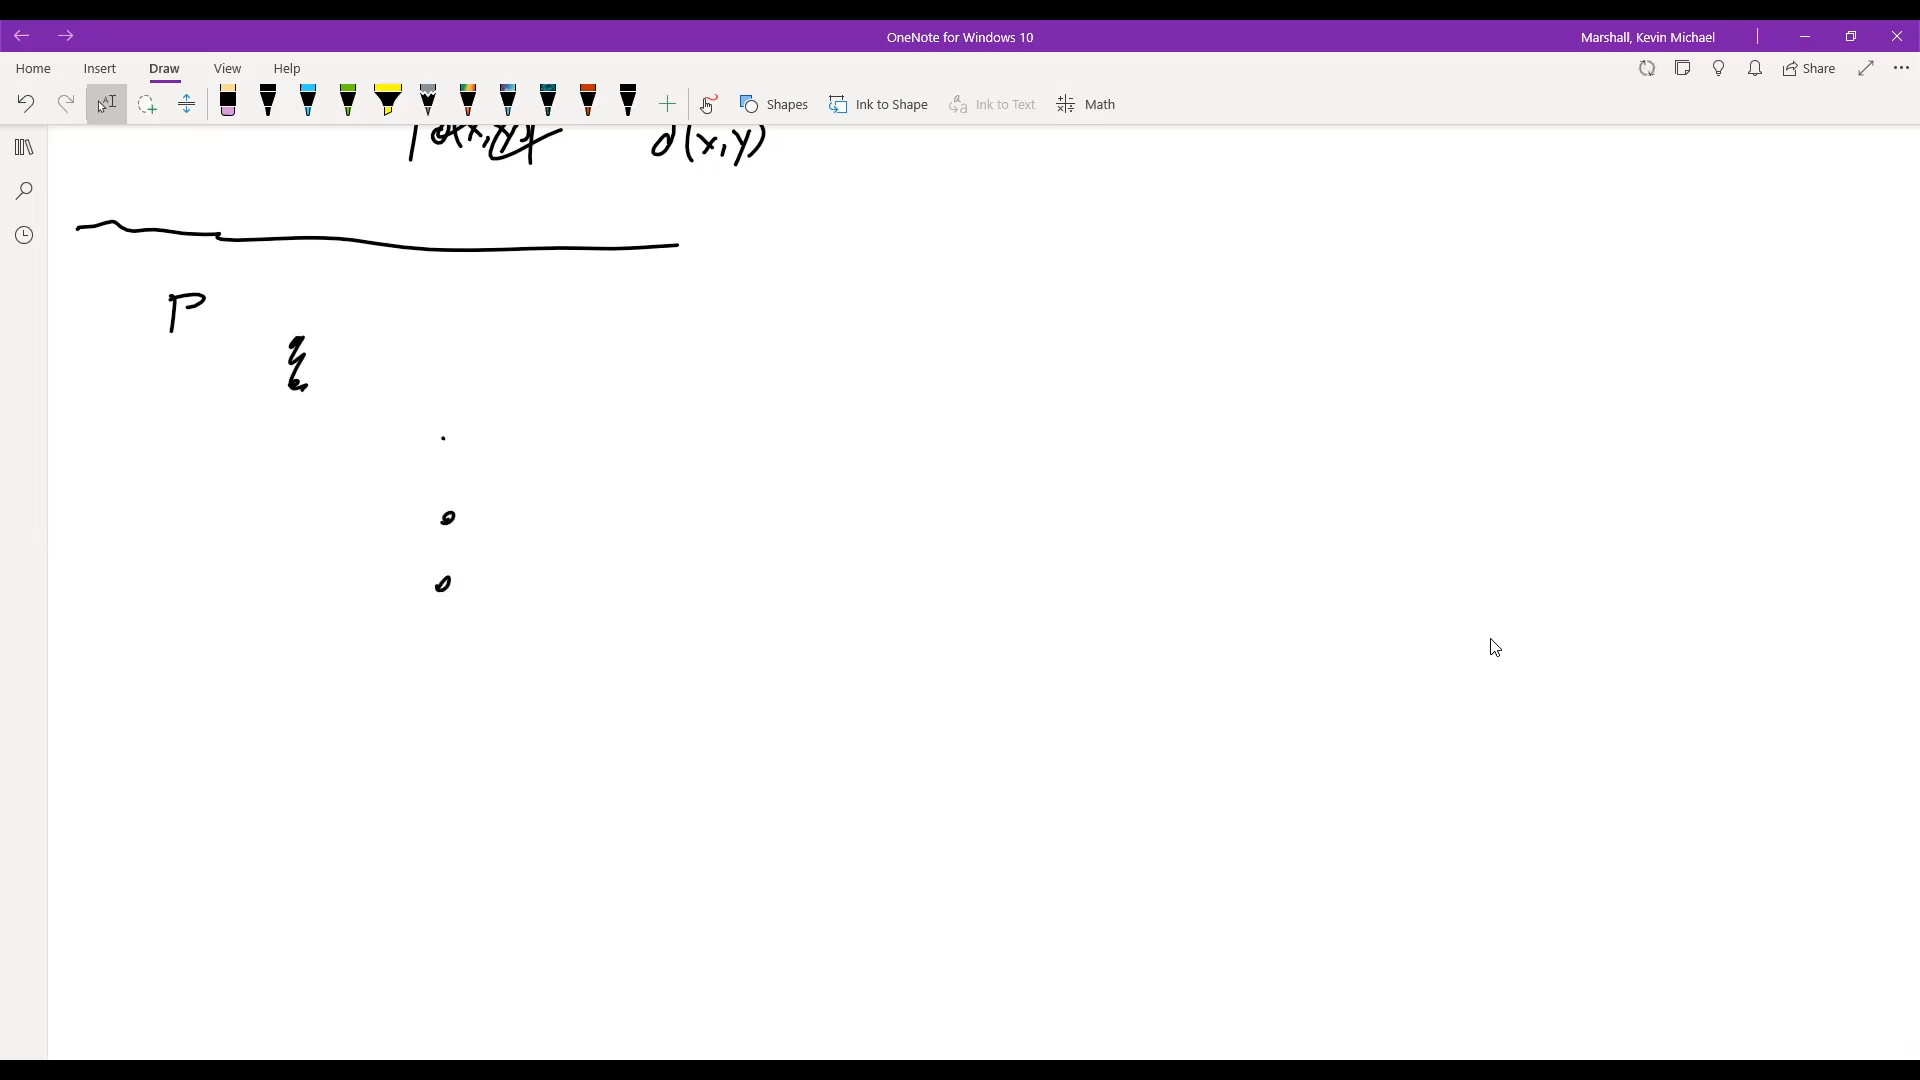 OneNote for Windows 10
Marshall, Kevin Michael
Home Insert Draw View Help
Share
Shapes Ink to Shape Ink to Text Math
d(x,y) d(x,y)
P